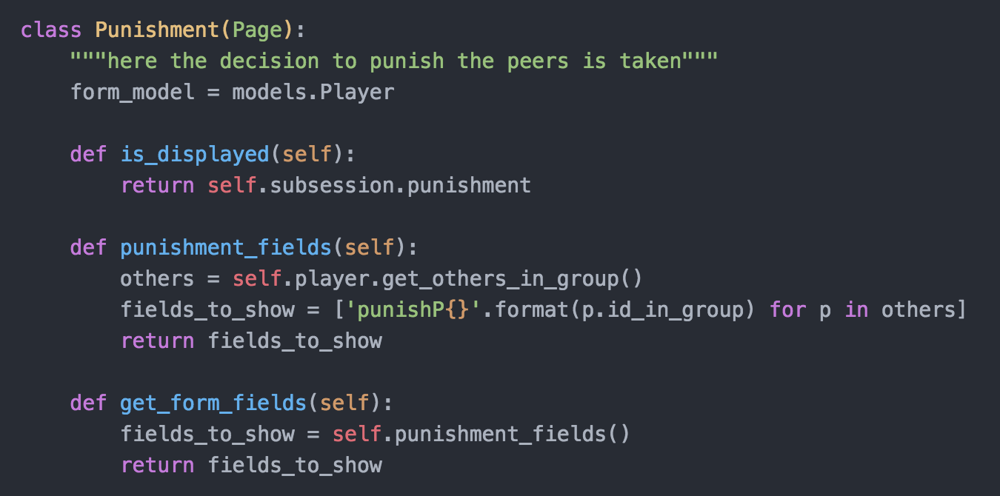 class Punishment(Page):
    """here the decision to punish the peers is taken"""
    form_model = models.Player

    def is_displayed(self):
        return self.subsession.punishment

    def punishment_fields(self):
        others = self.player.get_others_in_group()
        fields_to_show = ['punishP{}'.format(p.id_in_group) for p in others]
        return fields_to_show

    def get_form_fields(self):
        fields_to_show = self.punishment_fields()
        return fields_to_show